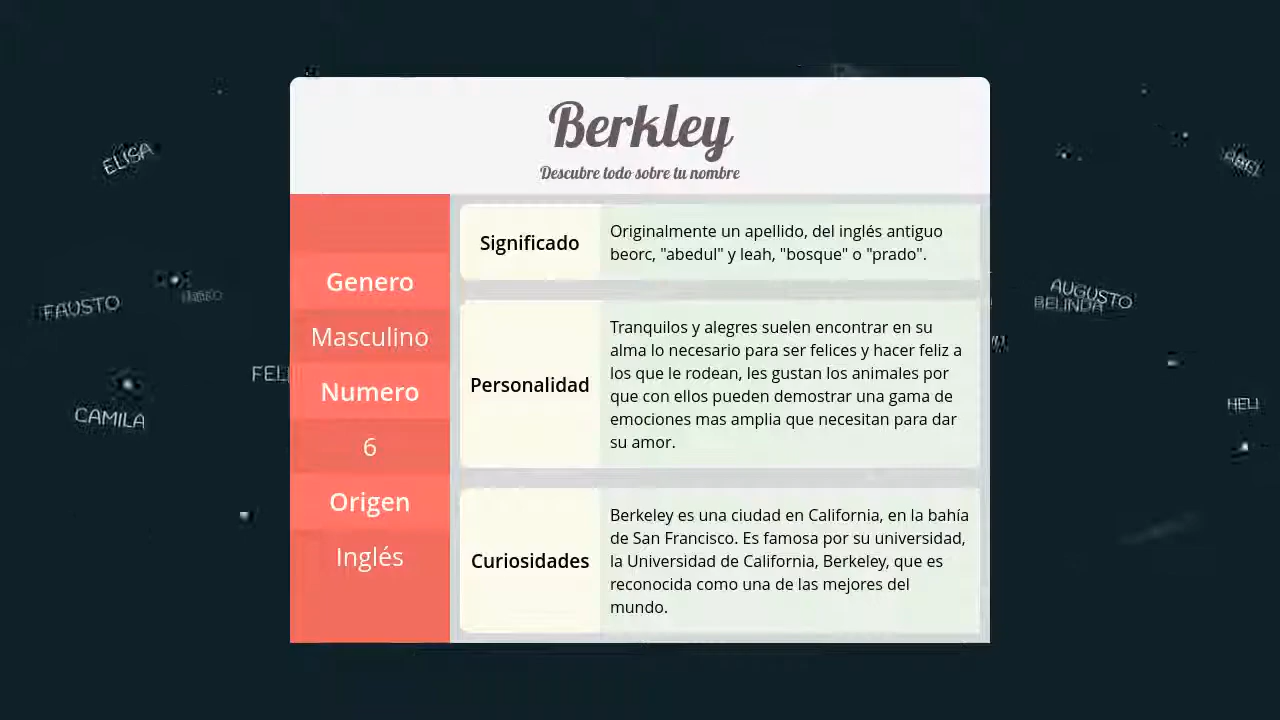 Berkley
Descubre todo sobre tu nombre
Genero
Masculino
Numero
6
Origen
Inglés
Significado
Originalmente un apellido, del inglés antiguo
beorc, "abedul" y leah, "bosque" o "prado".
Personalidad
Tranquilos y alegres suelen encontrar en su
alma lo necesario para ser felices y hacer feliz a
los que le rodean, les gustan los animales por
que con ellos pueden demostrar una gama de
emociones mas amplia que necesitan para dar
su amor.
Curiosidades
Berkeley es una ciudad en California, en la bahía
de San Francisco. Es famosa por su universidad,
la Universidad de California, Berkeley, que es
reconocida como una de las mejores del
mundo.
ELISA
FAUSTO
FEL
CAMILA
AUGUSTO
BELINDA
HELI